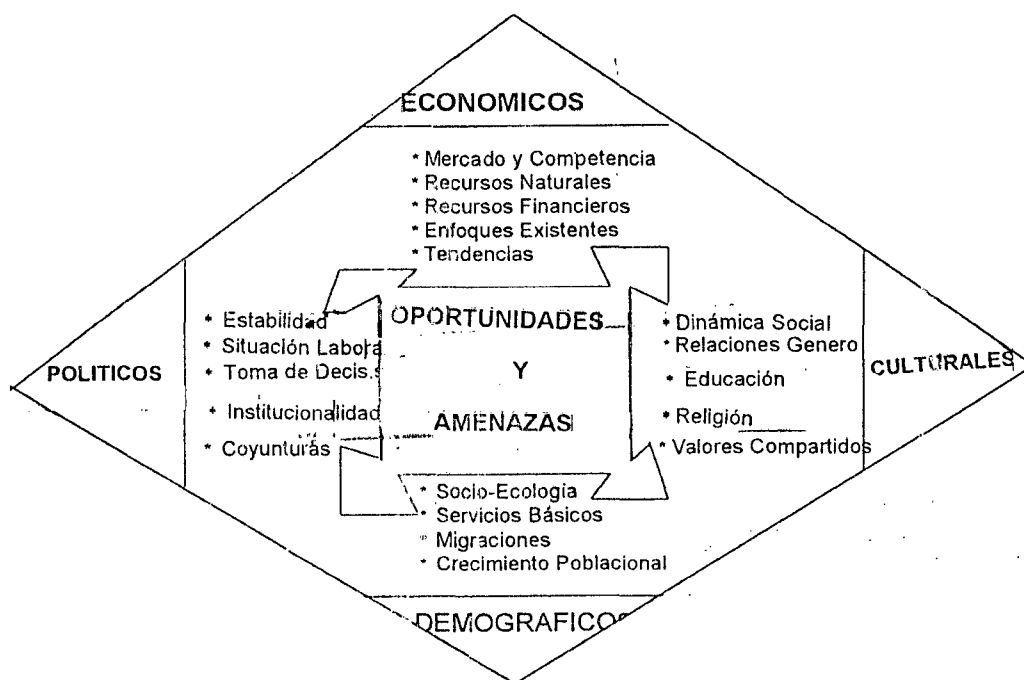 ECONOMICOS
* Mercado y Competencia
* Recursos Naturales
* Recursos Financieros
* Enfoques Existentes
* Tendencias
POLITICOS
* Estabilidad
* Situación Labora
* Toma de Decis.s
* Institucionalidad
* Coyunturas
OPORTUNIDADES
Y
AMENAZAS
* Dinámica Social
* Relaciones Genero
* Educación
* Religión
* Valores Compartidos
CULTURALES
* Socio-Ecología
* Servicios Básicos
* Migraciones
* Crecimiento Poblacional
DEMOGRAFICOS